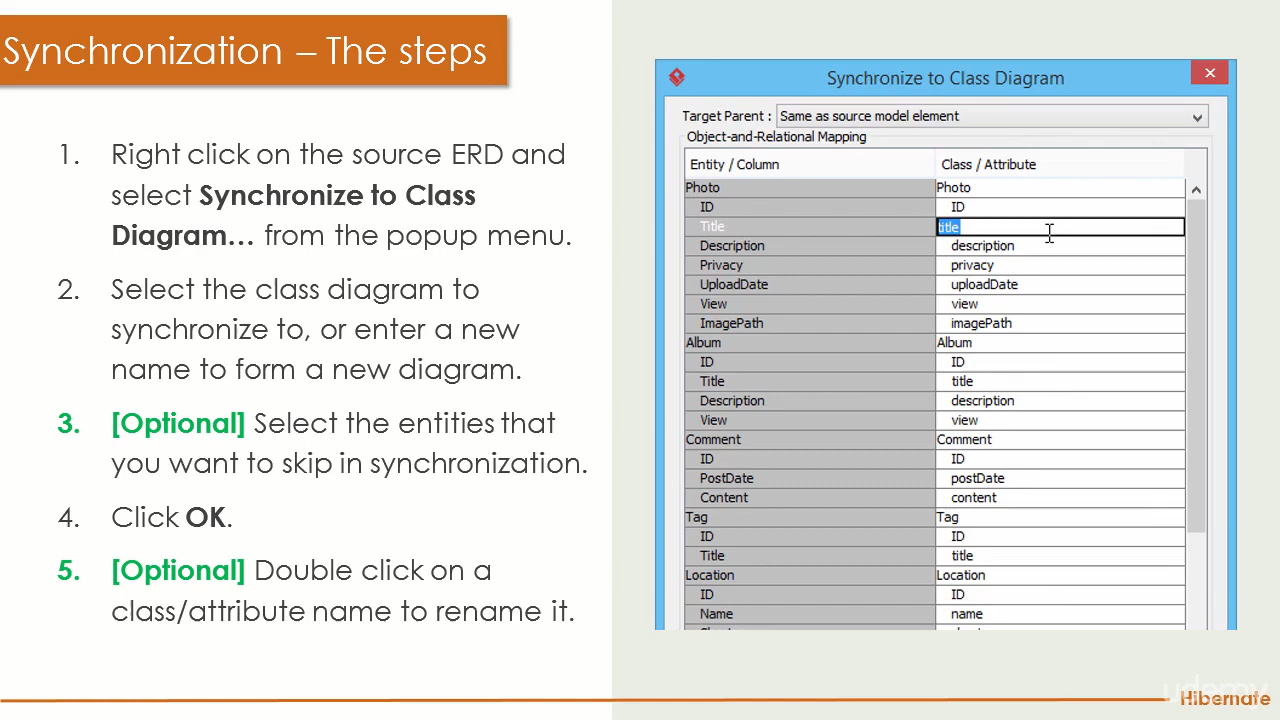 Synchronization – The steps
1. Right click on the source ERD and
select Synchronize to Class
Diagram... from the popup menu.
2. Select the class diagram to
synchronize to, or enter a new
name to form a new diagram.
3. [Optional] Select the entities that
you want to skip in synchronization.
4. Click OK.
5. [Optional] Double click on a
class/attribute name to rename it.
Synchronize to Class Diagram
Target Parent : Same as source model element
Object-and-Relational Mapping
Entity / Column Class / Attribute
Photo Photo
ID ID
Title title
Description description
Privacy privacy
UploadDate uploadDate
View view
ImagePath imagePath
Album Album
ID ID
Title title
Description description
View view
Comment Comment
ID ID
PostDate postDate
Content content
Tag Tag
ID ID
Title title
Location Location
ID ID
Name name
udemy
Hibernate